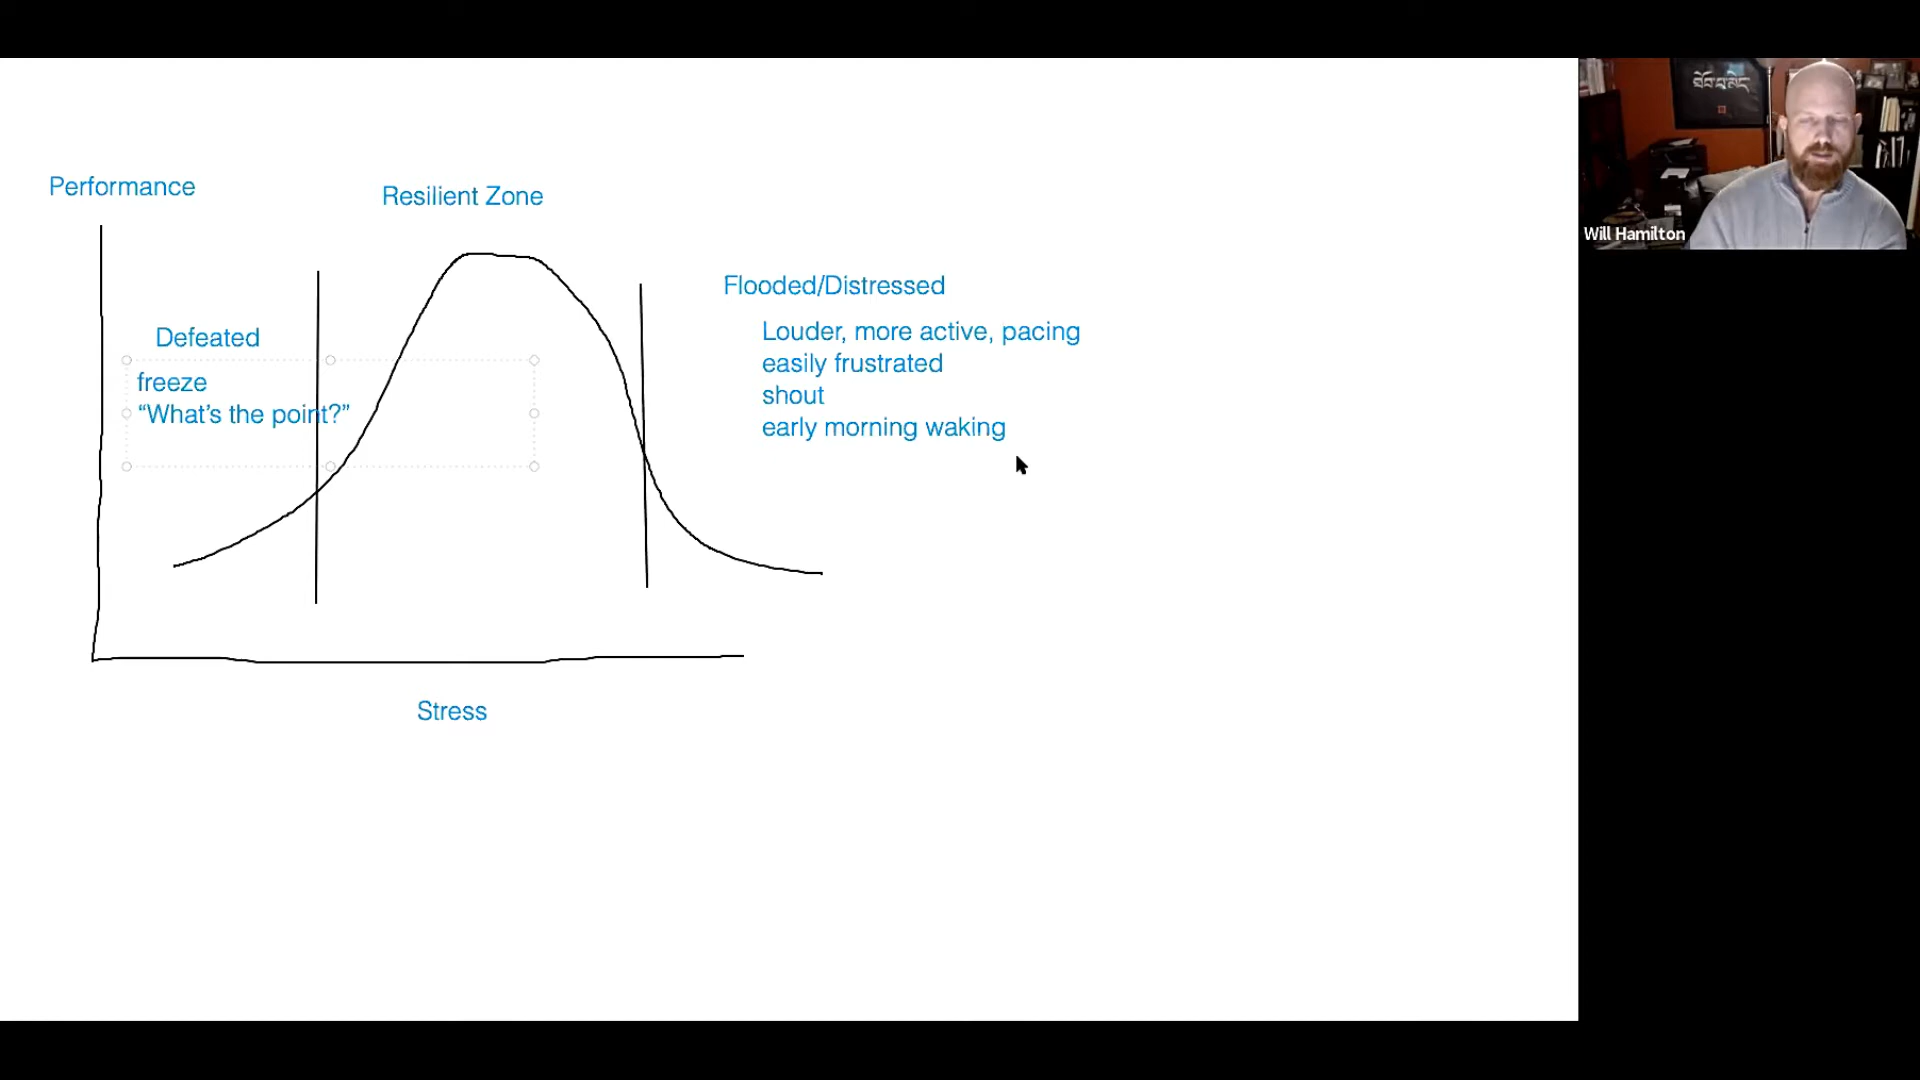 Performance
Resilient Zone
Defeated
freeze
“What’s the point?”
Flooded/Distressed
Louder, more active, pacing
easily frustrated
shout
early morning waking
Stress
Will Hamilton